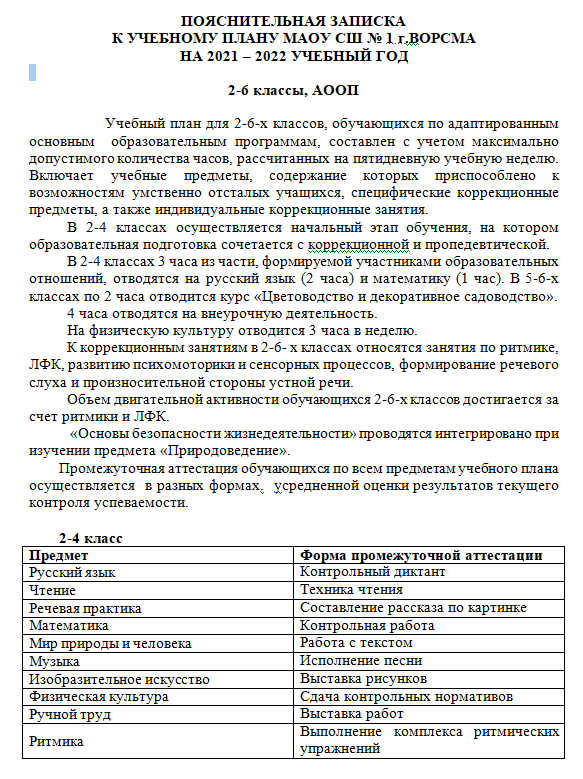 ПОЯСНИТЕЛЬНАЯ ЗАПИСКА
К УЧЕБНОМУ ПЛАНУ МАОУ СШ № 1 г.ВОРСМА
НА 2021 – 2022 УЧЕБНЫЙ ГОД
2-6 классы, АООП
Учебный план для 2-6-х классов, обучающихся по адаптированным
основным образовательным программам, составлен с учетом максимально
допустимого количества часов, рассчитанных на пятидневную учебную неделю.
Включает учебные предметы, содержание которых приспособлено к
возможностям умственно отсталых учащихся, специфические коррекционные
предметы, а также индивидуальные коррекционные занятия.
В 2-4 классах осуществляется начальный этап обучения, на котором
образовательная подготовка сочетается с коррекционной и пропедевтической.
В 2-4 классах 3 часа из части, формируемой участниками образовательных
отношений, отводятся на русский язык (2 часа) и математику (1 час). В 5-6-х
классах по 2 часа отводится курс «Цветоводство и декоративное садоводство».
4 часа отводятся на внеурочную деятельность.
На физическую культуру отводится 3 часа в неделю.
К коррекционным занятиям в 2-6- х классах относятся занятия по ритмике,
ЛФК, развитию психомоторики и сенсорных процессов, формирование речевого
слуха и произносительной стороны устной речи.
Объем двигательной активности обучающихся 2-6-х классов достигается за
счет ритмики и ЛФК.
«Основы безопасности жизнедеятельности» проводятся интегрировано при
изучении предмета «Природоведение».
Промежуточная аттестация обучающихся по всем предметам учебного плана
осуществляется в разных формах, усредненной оценки результатов текущего
контроля успеваемости.
2-4 класс
Предмет Форма промежуточной аттестации
Русский язык Контрольный диктант
Чтение Техника чтения
Речевая практика Составление рассказа по картинке
Математика Контрольная работа
Мир природы и человека Работа с текстом
Музыка Исполнение песни
Изобразительное искусство Выставка рисунков
Физическая культура Сдача контрольных нормативов
Ручной труд Выставка работ
Ритмика Выполнение комплекса ритмических
упражнений